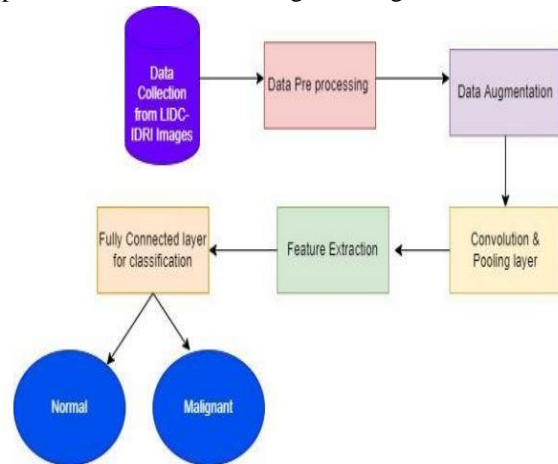 Data
Collection
from LIDC-
IDRI Images
Data Pre processing
Data Augmentation
Convolution &
Pooling layer
Feature Extraction
Fully Connected layer
for classification
Normal
Malignant